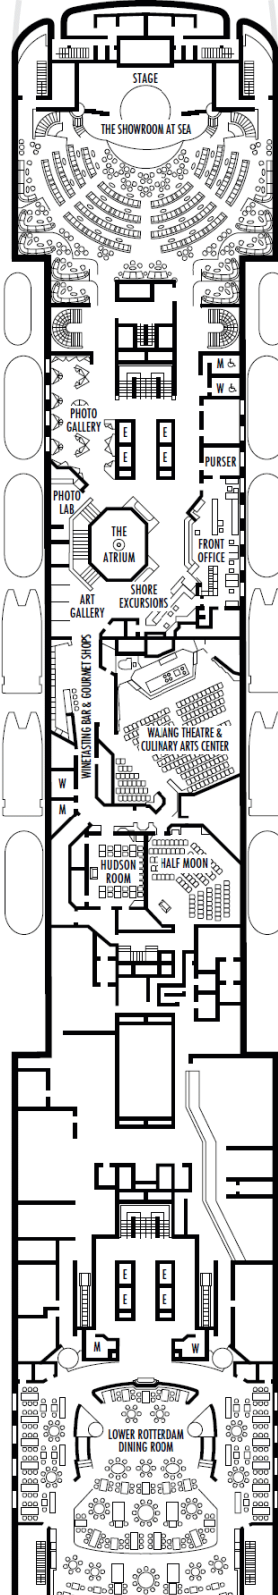 STAGE
THE SHOWROOM AT SEA
M
W
E E
E E
PHOTO
GALLERY
PURSER
PHOTO
LAB
THE
ATRIUM
FRONT
OFFICE
ART
GALLERY
SHORE
EXCURSIONS
WINETASTING BAR & GOURMET SHOPS
WAJANG THEATRE &
CULINARY ARTS CENTER
W
M
HUDSON
ROOM
HALF MOON
E E
E E
M
W
LOWER ROTTERDAM
DINING ROOM